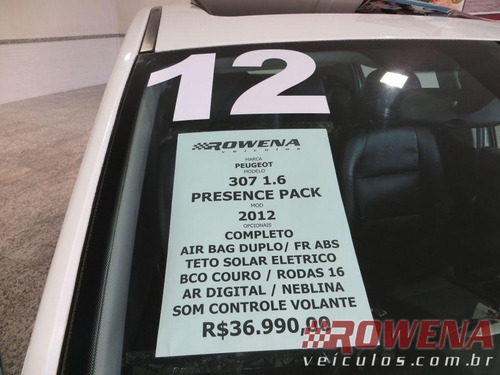 12
ROWENA
veículos
MARCA
PEUGEOT
MODELO
307 1.6
PRESENCE PACK
MOD
2012
OPCIONAIS
COMPLETO
AIR BAG DUPLO/ FR ABS
TETO SOLAR ELETRICO
BCO COURO / RODAS 16
AR DIGITAL / NEBLINA
SOM CONTROLE VOLANTE
R$36.990,00
ROWENA
veículos.com.br